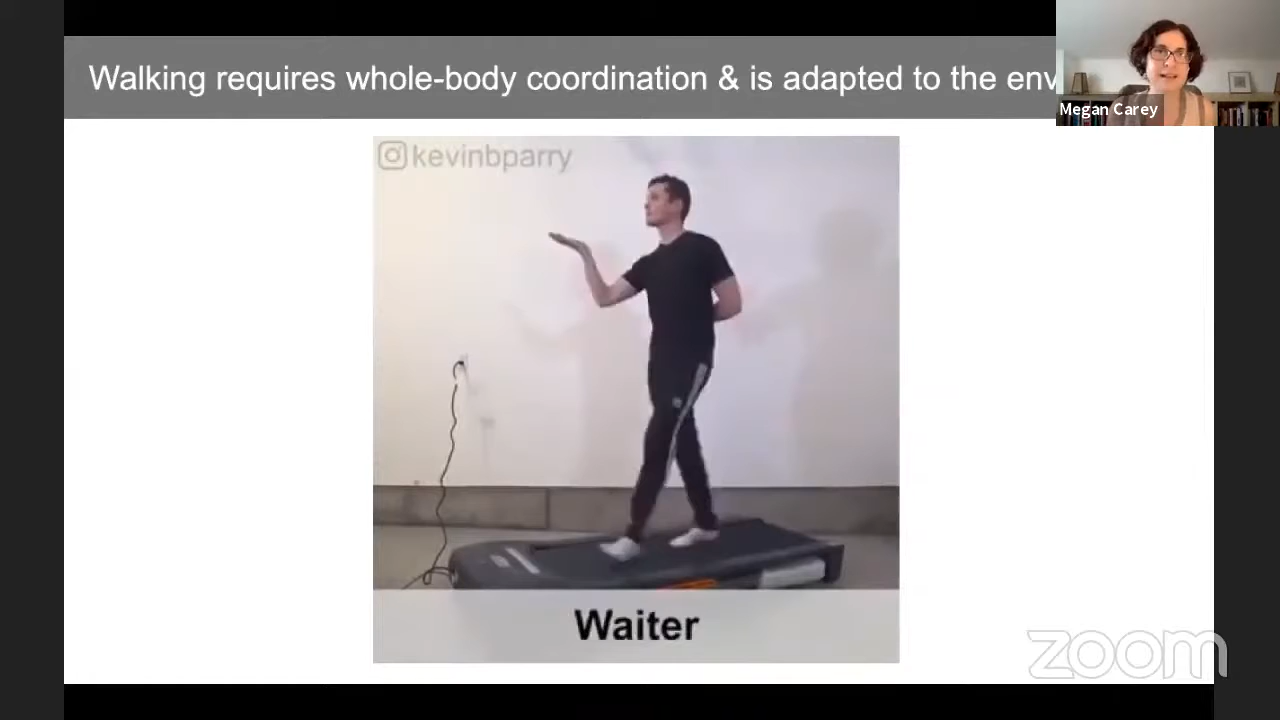 Walking requires whole-body coordination & is adapted to the env
Megan Carey
kevinbparry
Waiter
zoom